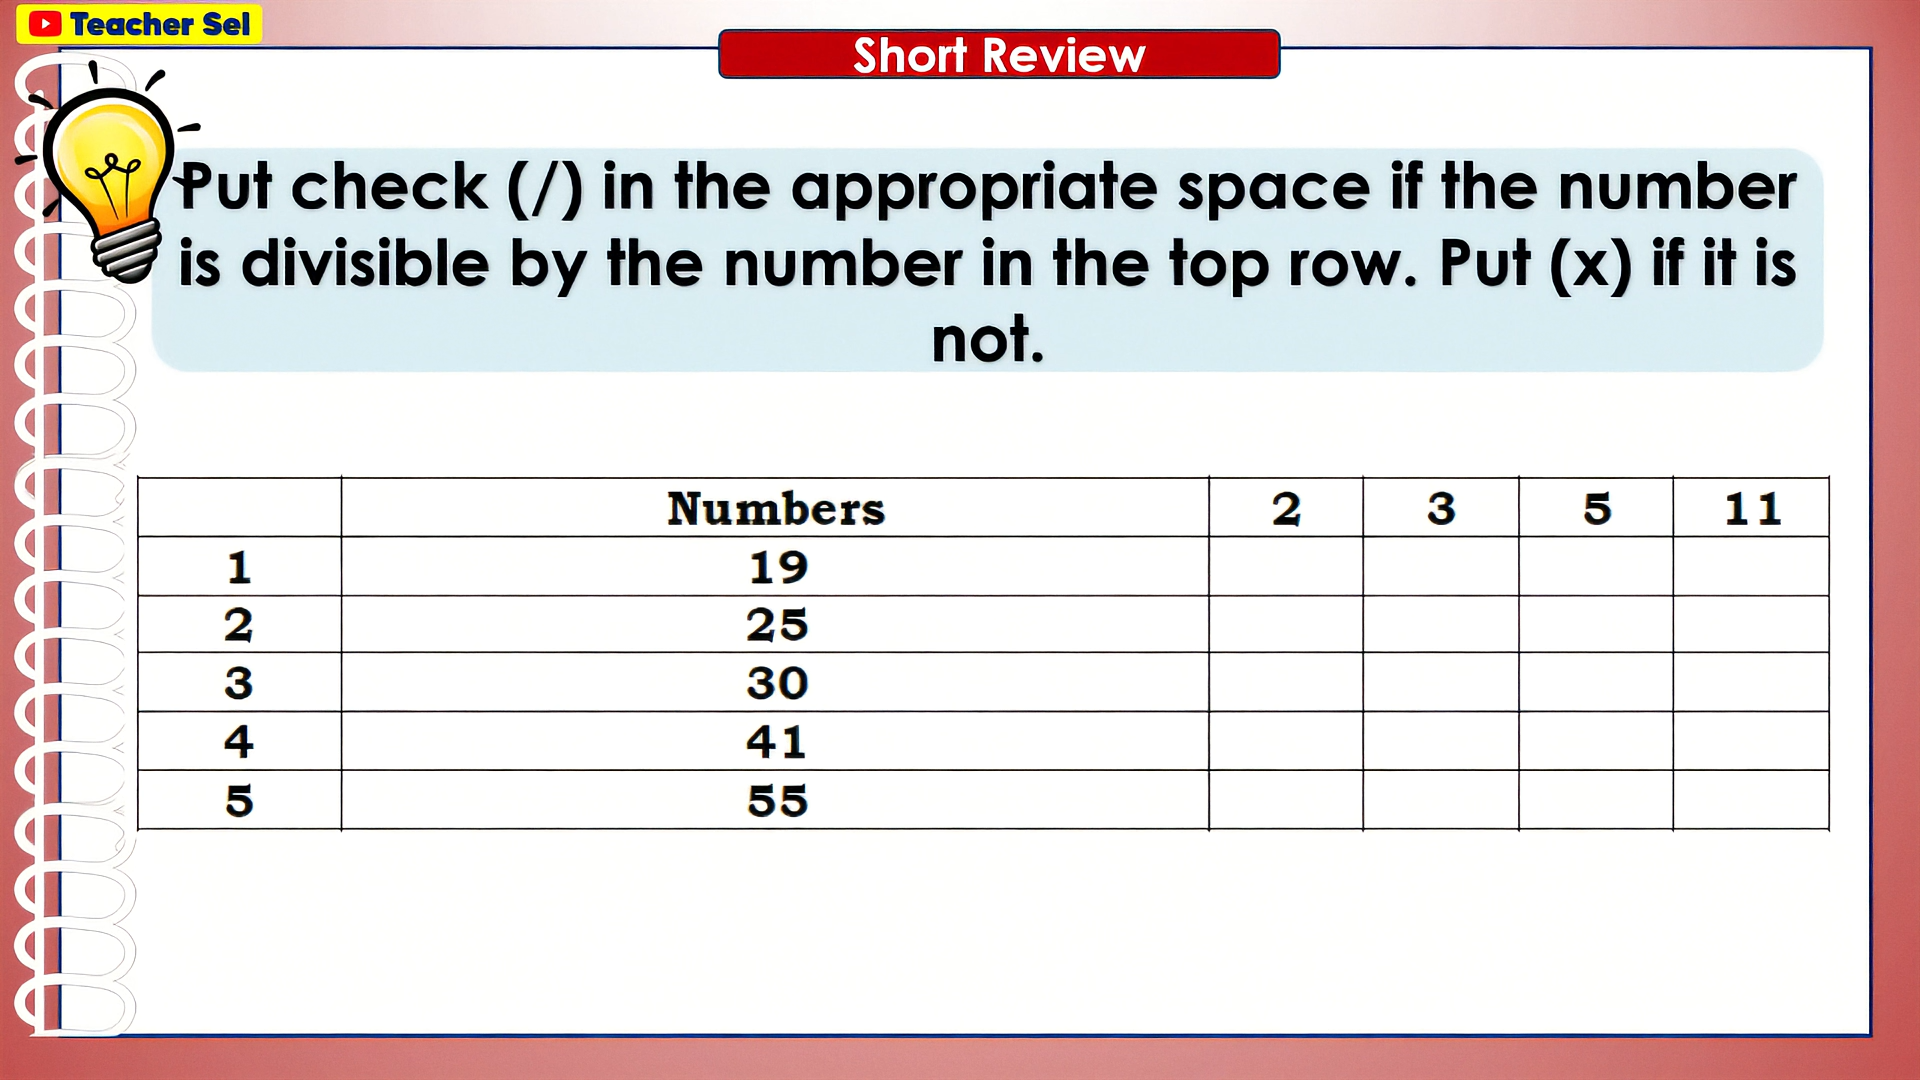 Teacher Sel
Short Review
Put check (/) in the appropriate space if the number
is divisible by the number in the top row. Put (x) if it is
not.
Numbers 2 3 5 11
1 19
2 25
3 30
4 41
5 55